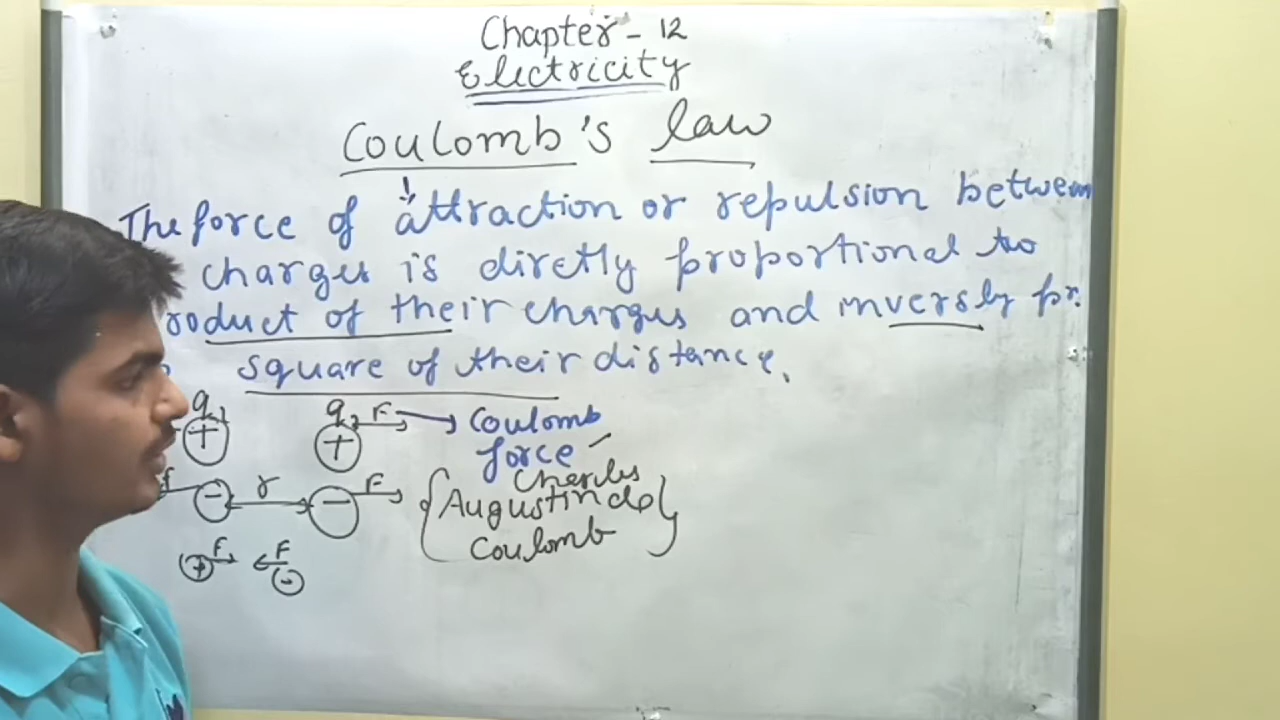 Chapter - 12
Electricity
Coulomb's law
The force of attraction or repulsion between
charges is dirctly proportional to
roduct of their charges and inversly pr.
square of their distance.
q1 q2 F → Coulomb
force
+ +
f - r - F
Charles
{Augustin de}
Coulomb
F F
+ -